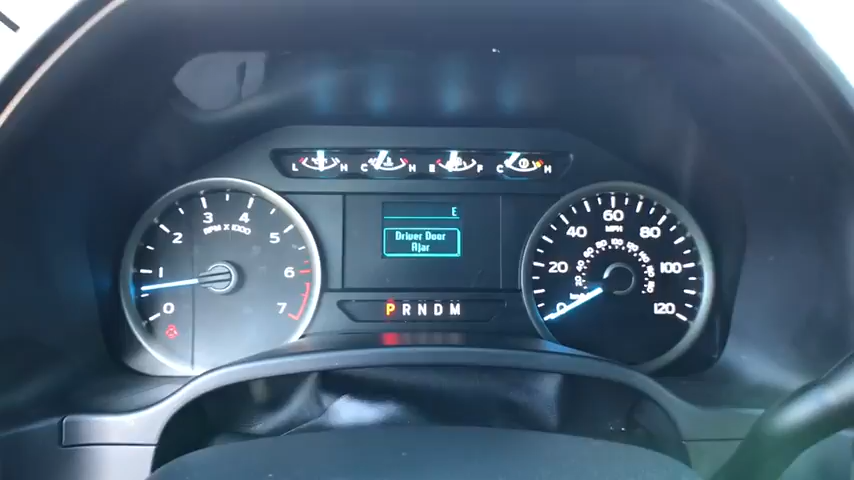 L H C H E F C H
E
Driver Door
Ajar
0 1 2 3 4 5 6 7
RPM X 1000
P R N D M
0 20 40 60 80 100 120
MPH
km/h